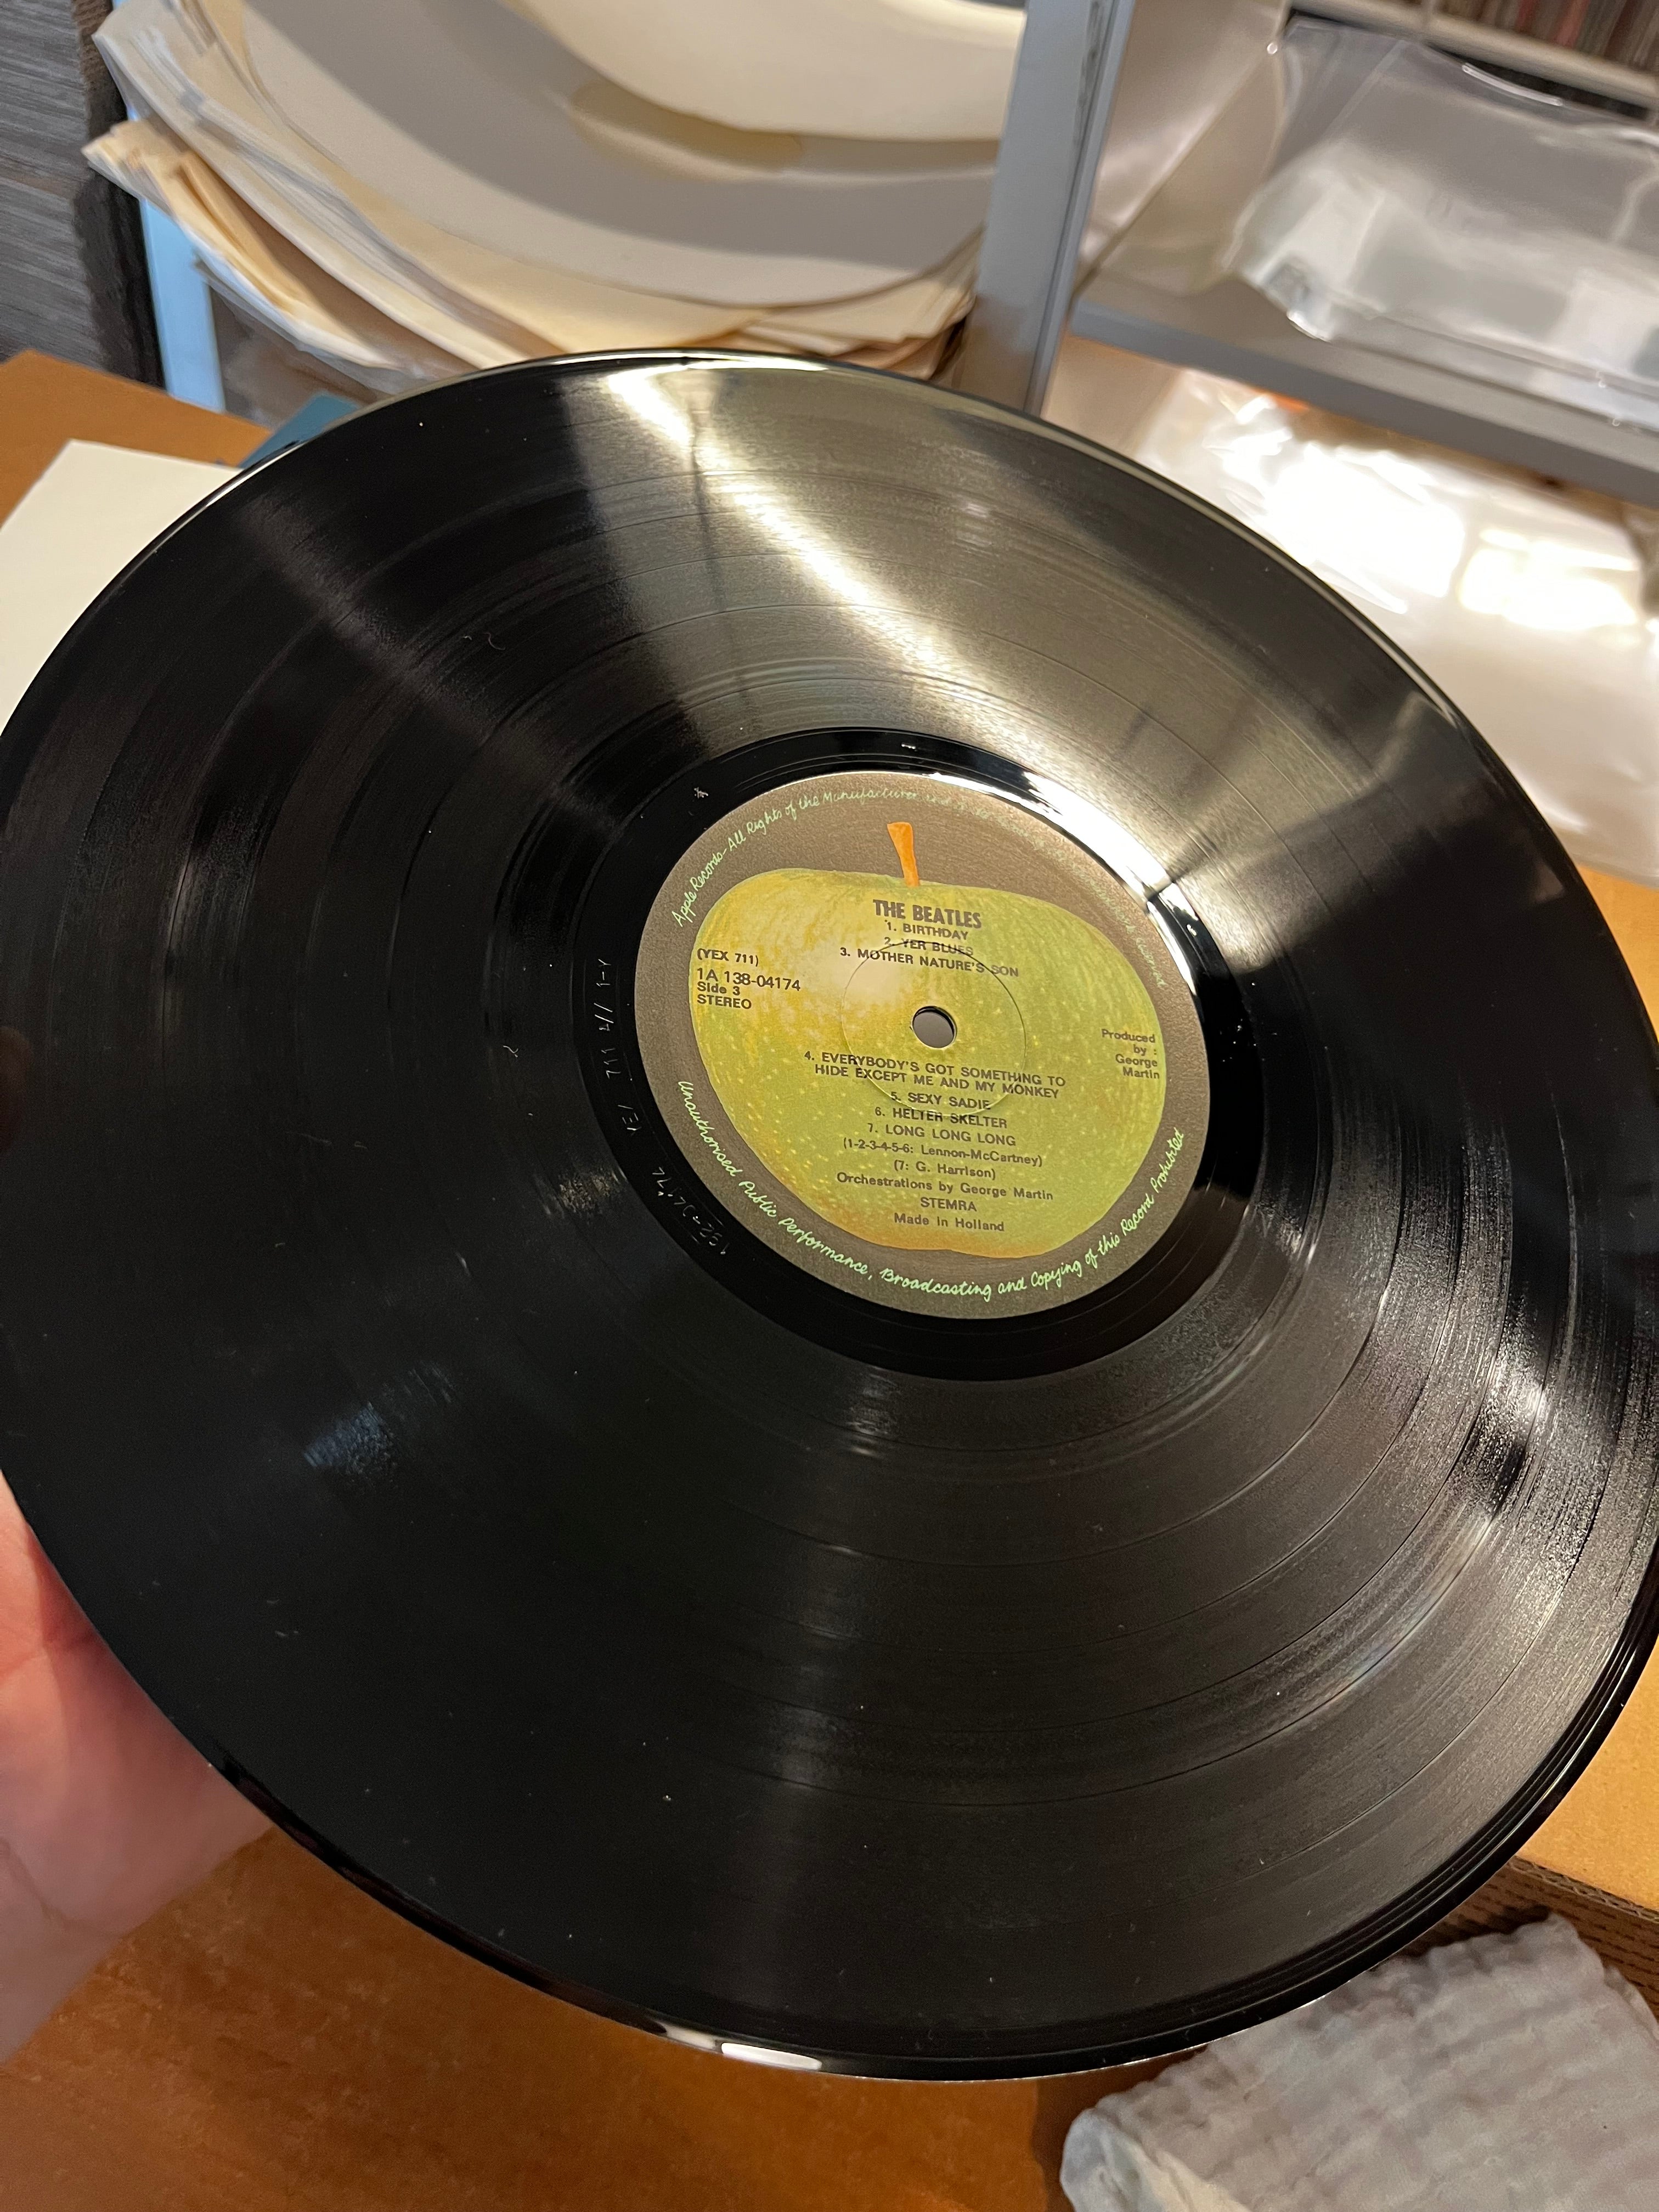 Apple Records-All Rights of the Manufacturer
THE BEATLES
1. BIRTHDAY
2. YER BLUES
3. MOTHER NATURE'S SON
(YEX 711)
1A 138-04174
Side 3
STEREO
Produced
by :
George
Martin
4. EVERYBODY'S GOT SOMETHING TO
HIDE EXCEPT ME AND MY MONKEY
5. SEXY SADIE
6. HELTER SKELTER
7. LONG LONG LONG
(1-2-3-4-5-6: Lennon-McCartney)
(7: G. Harrison)
Orchestrations by George Martin
STEMRA
Made in Holland
Unauthorised Public Performance, Broadcasting and Copying of this Record Prohibited